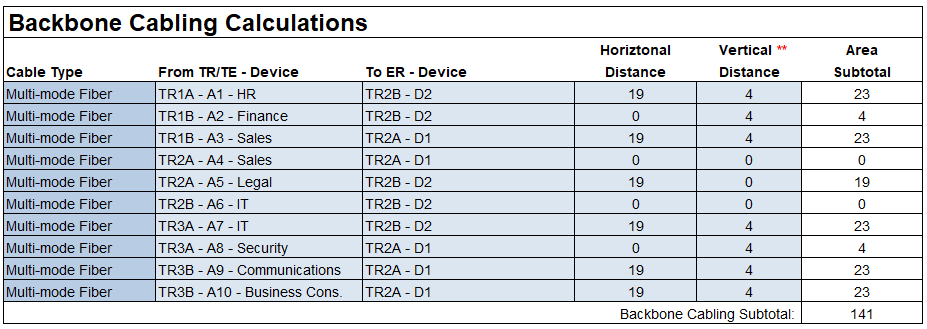 Backbone Cabling Calculations
Horiztonal Vertical ** Area
Cable Type From TR/TE - Device To ER - Device Distance Distance Subtotal
Multi-mode Fiber TR1A - A1 - HR TR2B - D2 19 4 23
Multi-mode Fiber TR1B - A2 - Finance TR2B - D2 0 4 4
Multi-mode Fiber TR1B - A3 - Sales TR2A - D1 19 4 23
Multi-mode Fiber TR2A - A4 - Sales TR2A - D1 0 0 0
Multi-mode Fiber TR2A - A5 - Legal TR2B - D2 19 0 19
Multi-mode Fiber TR2B - A6 - IT TR2B - D2 0 0 0
Multi-mode Fiber TR3A - A7 - IT TR2B - D2 19 4 23
Multi-mode Fiber TR3A - A8 - Security TR2A - D1 0 4 4
Multi-mode Fiber TR3B - A9 - Communications TR2A - D1 19 4 23
Multi-mode Fiber TR3B - A10 - Business Cons. TR2A - D1 19 4 23
Backbone Cabling Subtotal: 141